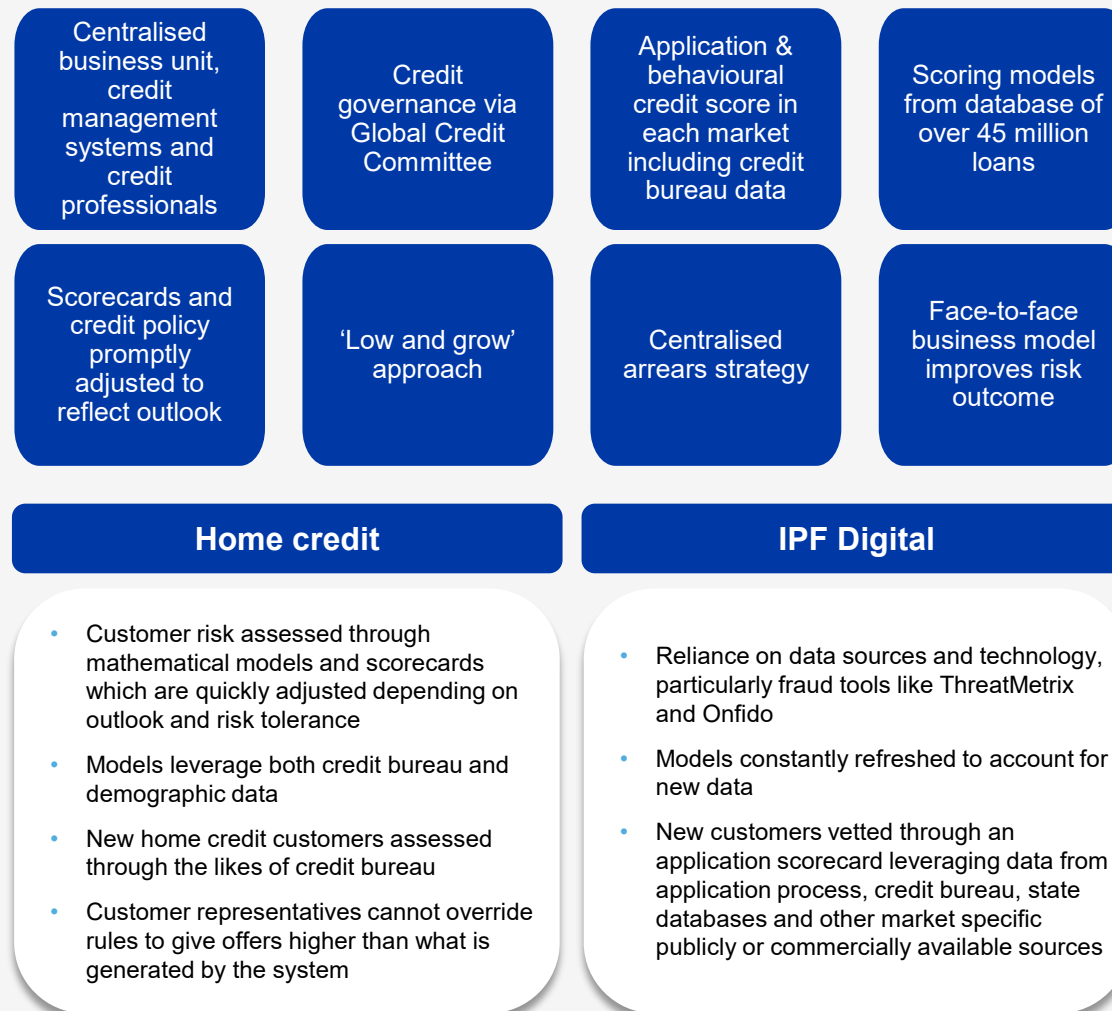 Centralised
business unit,
credit
management
systems and
credit
professionals
Credit
governance via
Global Credit
Committee
Application &
behavioural
credit score in
each market
including credit
bureau data
Scoring models
from database of
over 45 million
loans
Scorecards and
credit policy
promptly
adjusted to
reflect outlook
‘Low and grow’
approach
Centralised
arrears strategy
Face-to-face
business model
improves risk
outcome
Home credit
• Customer risk assessed through
mathematical models and scorecards
which are quickly adjusted depending on
outlook and risk tolerance
• Models leverage both credit bureau and
demographic data
• New home credit customers assessed
through the likes of credit bureau
• Customer representatives cannot override
rules to give offers higher than what is
generated by the system
IPF Digital
• Reliance on data sources and technology,
particularly fraud tools like ThreatMetrix
and Onfido
• Models constantly refreshed to account for
new data
• New customers vetted through an
application scorecard leveraging data from
application process, credit bureau, state
databases and other market specific
publicly or commercially available sources